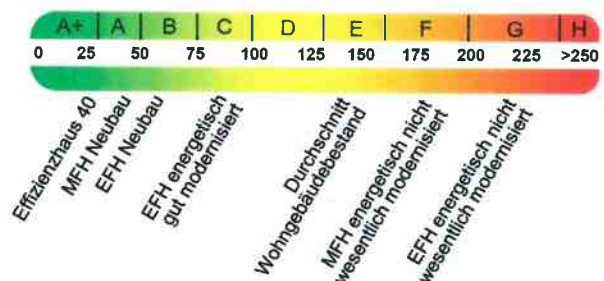 A+ A B C D E F G H
0 25 50 75 100 125 150 175 200 225 >250
Effizienzhaus 40
MFH Neubau
EFH Neubau
EFH energetisch
gut modernisiert
Durchschnitt
Wohngebäudebestand
MFH energetisch nicht
wesentlich modernisiert
EFH energetisch nicht
wesentlich modernisiert